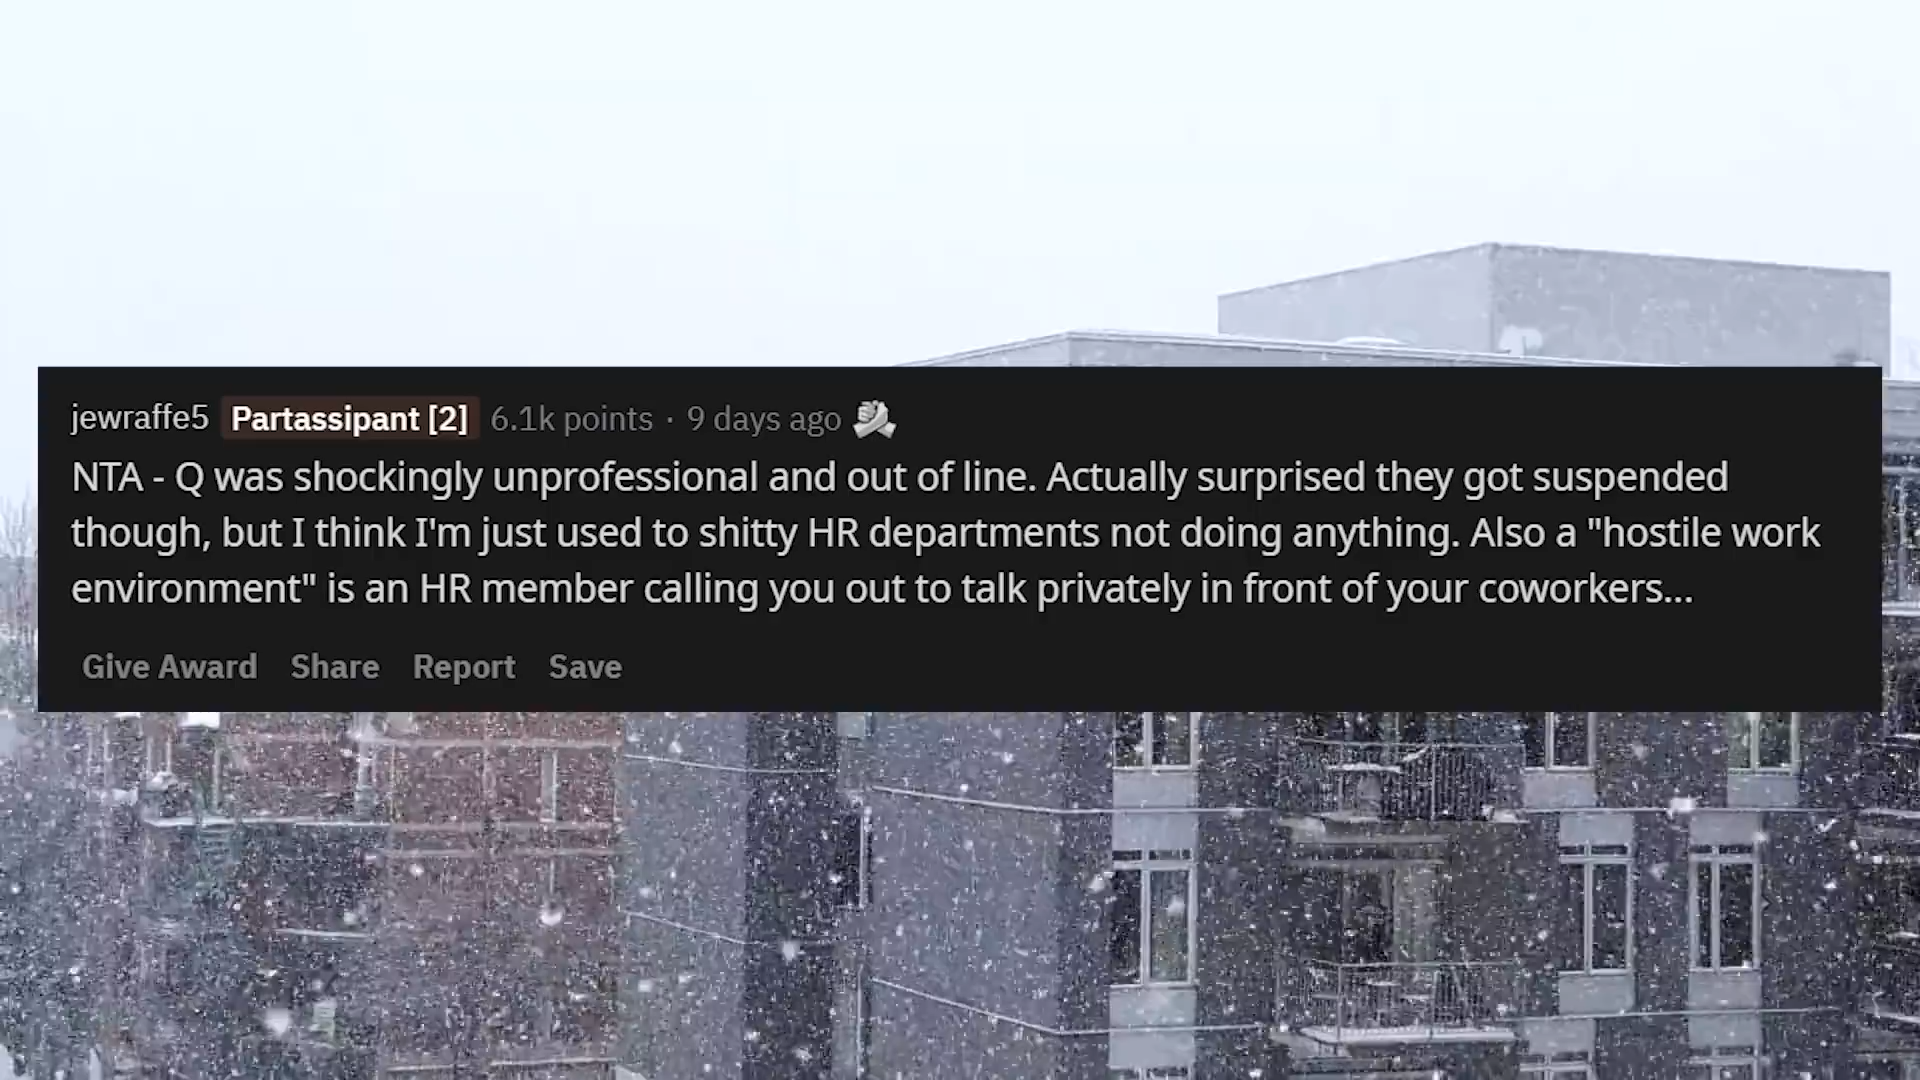 jewraffe5 Partassipant [2] 6.1k points · 9 days ago
NTA - Q was shockingly unprofessional and out of line. Actually surprised they got suspended
though, but I think I'm just used to shitty HR departments not doing anything. Also a "hostile work
environment" is an HR member calling you out to talk privately in front of your coworkers...
Give Award Share Report Save